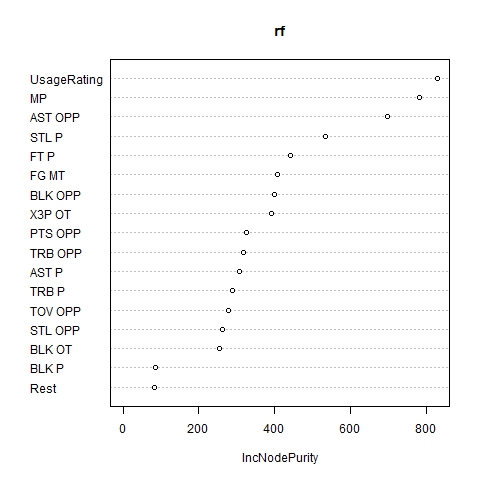 rf
UsageRating
MP
AST OPP
STL P
FT P
FG MT
BLK OPP
X3P OT
PTS OPP
TRB OPP
AST P
TRB P
TOV OPP
STL OPP
BLK OT
BLK P
Rest
0 200 400 600 800
IncNodePurity